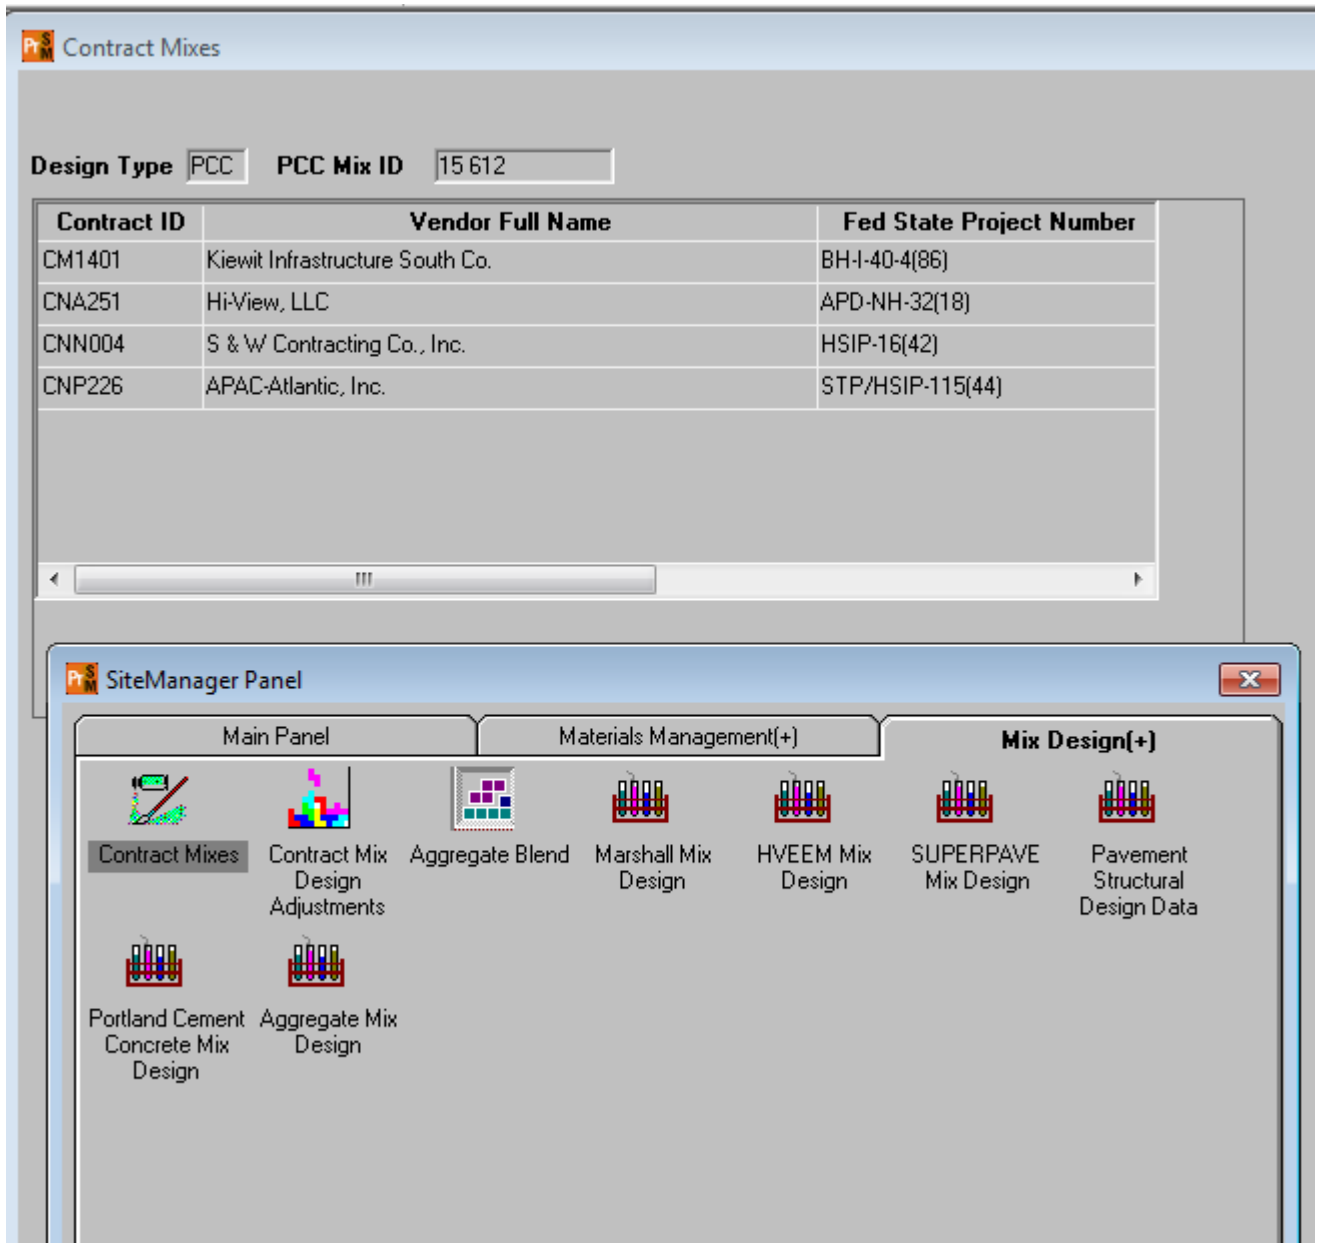 Contract Mixes
Design Type PCC PCC Mix ID 15 612
Contract ID Vendor Full Name Fed State Project Number
CM1401 Kiewit Infrastructure South Co. BH-I-40-4(86)
CNA251 Hi-View, LLC APD-NH-32(18)
CNN004 S & W Contracting Co., Inc. HSIP-16(42)
CNP226 APAC-Atlantic, Inc. STP/HSIP-115(44)
SiteManager Panel
Main Panel Materials Management(+) Mix Design(+)
Contract Mixes Contract Mix Aggregate Blend Marshall Mix HVEEM Mix SUPERPAVE Pavement
Design Design Design Mix Design Structural
Adjustments Design Data
Portland Cement Aggregate Mix
Concrete Mix Design
Design